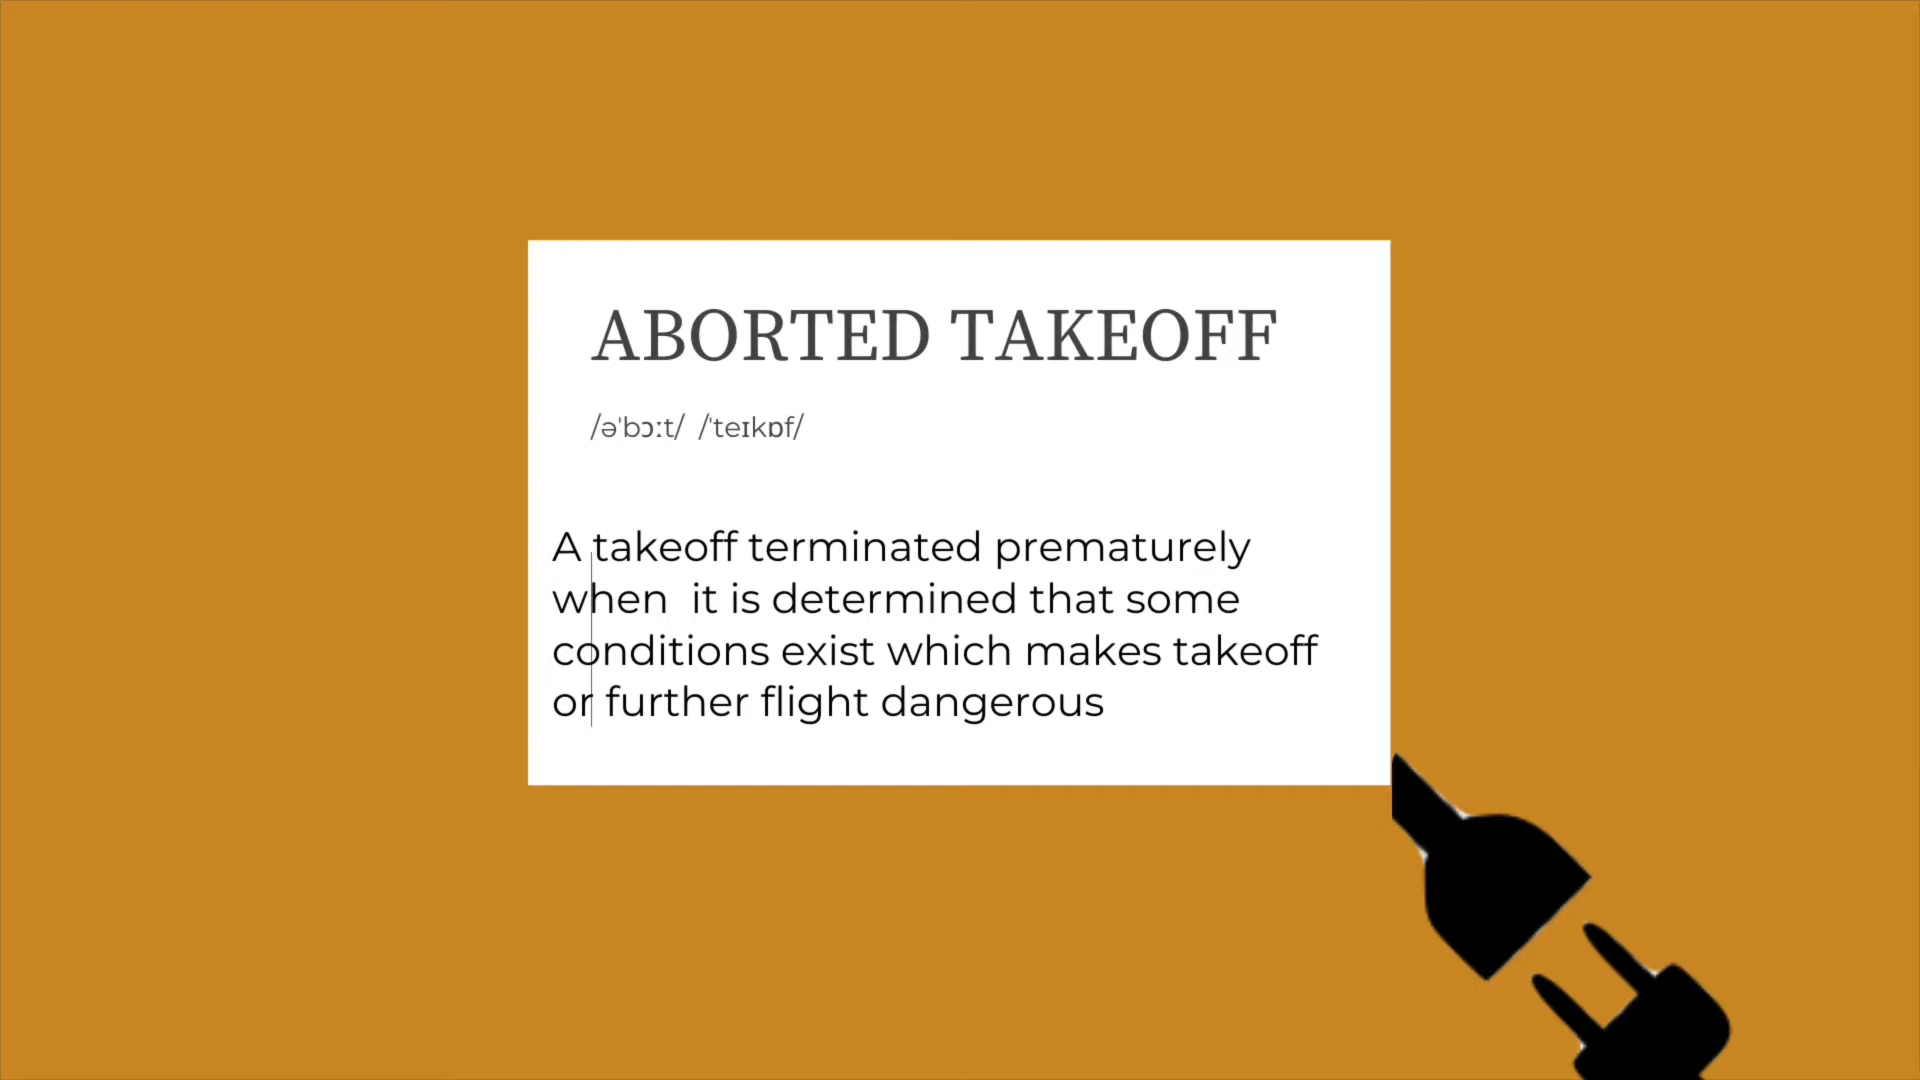 ABORTED TAKEOFF
/əˈbɔːt/ /ˈteɪkɒf/
A takeoff terminated prematurely
when it is determined that some
conditions exist which makes takeoff
or further flight dangerous